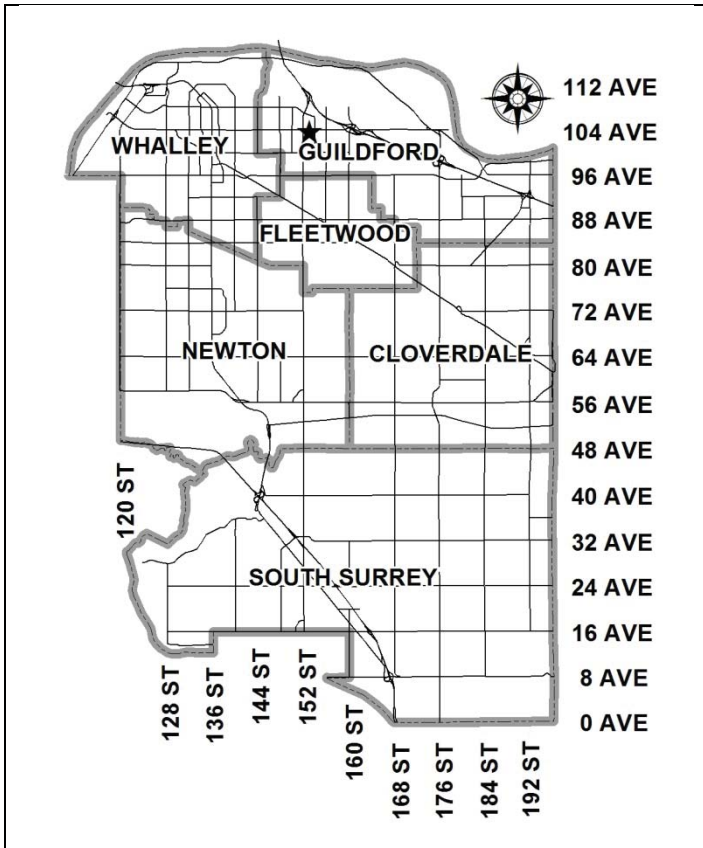 112 AVE
104 AVE
WHALLEY
GUILDFORD
96 AVE
88 AVE
FLEETWOOD
80 AVE
72 AVE
NEWTON
CLOVERDALE
64 AVE
56 AVE
48 AVE
120 ST
40 AVE
32 AVE
SOUTH SURREY
24 AVE
16 AVE
128 ST
136 ST
144 ST
152 ST
160 ST
8 AVE
0 AVE
168 ST
176 ST
184 ST
192 ST